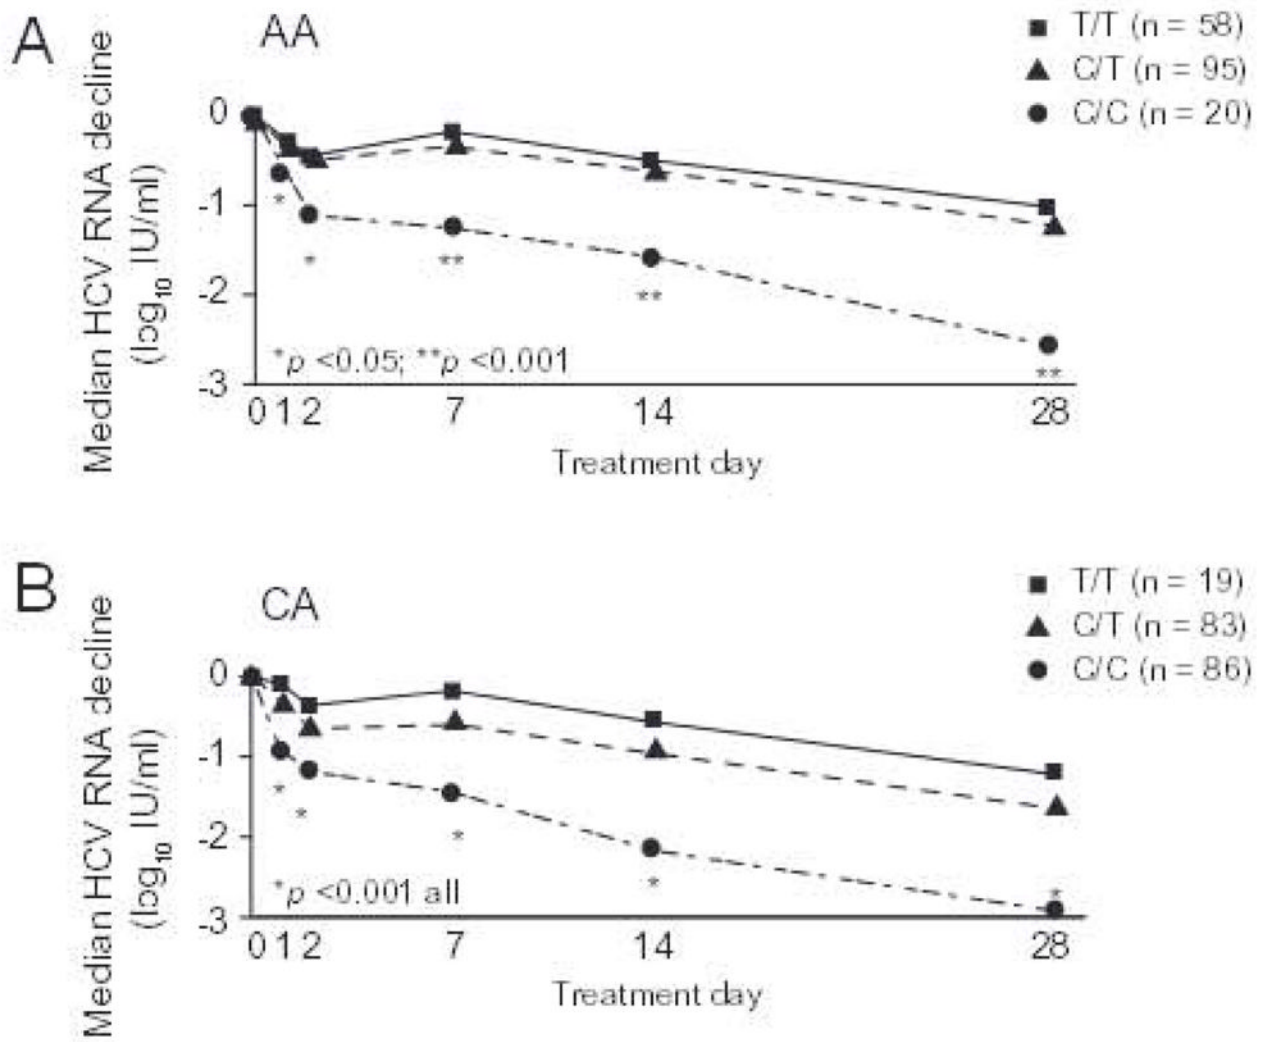 A
AA
T/T (n = 58)
C/T (n = 95)
C/C (n = 20)
Median HCV RNA decline
(log10 IU/ml)
0
-1
-2
-3
*
*
**
**
**
*p <0.05; **p <0.001
0 1 2 7 14 28
Treatment day
B
CA
T/T (n = 19)
C/T (n = 83)
C/C (n = 86)
Median HCV RNA decline
(log10 IU/ml)
0
-1
-2
-3
*
*
*
*
*
*p <0.001 all
0 1 2 7 14 28
Treatment day